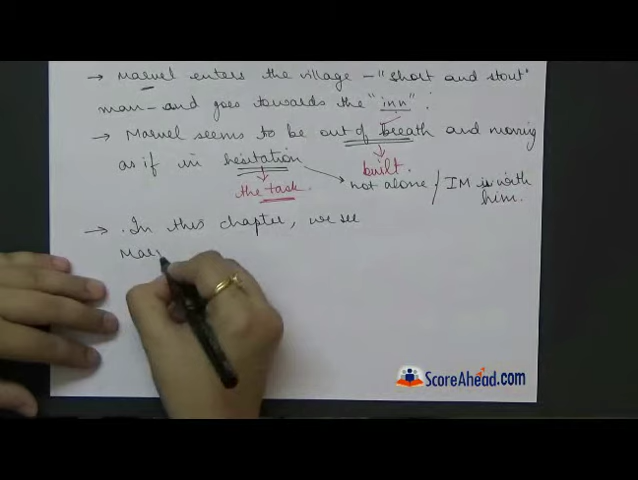 → Marvel enters the village - "short and stout"
man - and goes towards the "inn".
→ Marvel seems to be out of breath and moving
as if in hesitation
built.
the task.
not alone / IM is with
him.
→ .In this chapter, we see
Mar
ScoreAhead.com